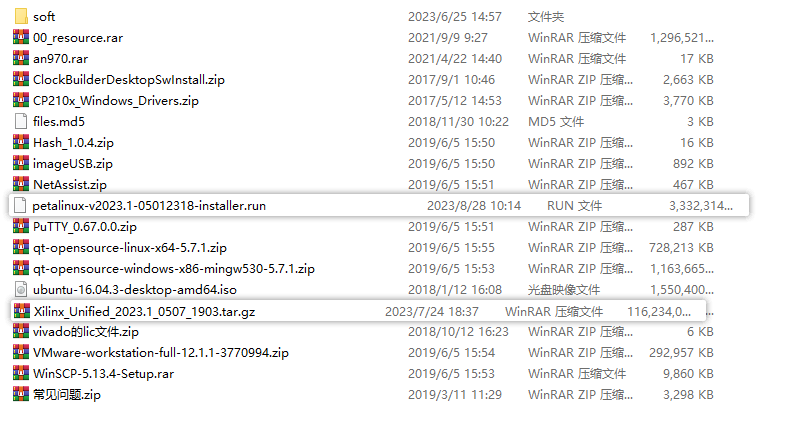 soft 2023/6/25 14:57 文件夹
00_resource.rar 2021/9/9 9:27 WinRAR 压缩文件 1,296,521...
an970.rar 2021/4/22 14:40 WinRAR 压缩文件 17 KB
ClockBuilderDesktopSwInstall.zip 2017/9/1 10:46 WinRAR ZIP 压缩... 2,663 KB
CP210x_Windows_Drivers.zip 2017/5/12 14:53 WinRAR ZIP 压缩... 3,770 KB
files.md5 2018/11/30 10:22 MD5 文件 3 KB
Hash_1.0.4.zip 2019/6/5 15:50 WinRAR ZIP 压缩... 16 KB
imageUSB.zip 2019/6/5 15:50 WinRAR ZIP 压缩... 892 KB
NetAssist.zip 2019/6/5 15:51 WinRAR ZIP 压缩... 467 KB
petalinux-v2023.1-05012318-installer.run 2023/8/28 10:14 RUN 文件 3,332,314...
PuTTY_0.67.0.0.zip 2019/6/5 15:51 WinRAR ZIP 压缩... 287 KB
qt-opensource-linux-x64-5.7.1.zip 2019/6/5 15:55 WinRAR ZIP 压缩... 728,213 KB
qt-opensource-windows-x86-mingw530-5.7.1.zip 2019/6/5 15:53 WinRAR ZIP 压缩... 1,163,665...
ubuntu-16.04.3-desktop-amd64.iso 2018/1/12 16:08 光盘映像文件 1,550,400...
Xilinx_Unified_2023.1_0507_1903.tar.gz 2023/7/24 18:37 WinRAR 压缩文件 116,234,0...
vivado的lic文件.zip 2018/10/12 16:23 WinRAR ZIP 压缩... 6 KB
VMware-workstation-full-12.1.1-3770994.zip 2019/6/5 15:54 WinRAR ZIP 压缩... 292,957 KB
WinSCP-5.13.4-Setup.rar 2019/6/5 15:53 WinRAR 压缩文件 9,860 KB
常见问题.zip 2019/3/11 11:29 WinRAR ZIP 压缩... 3,298 KB